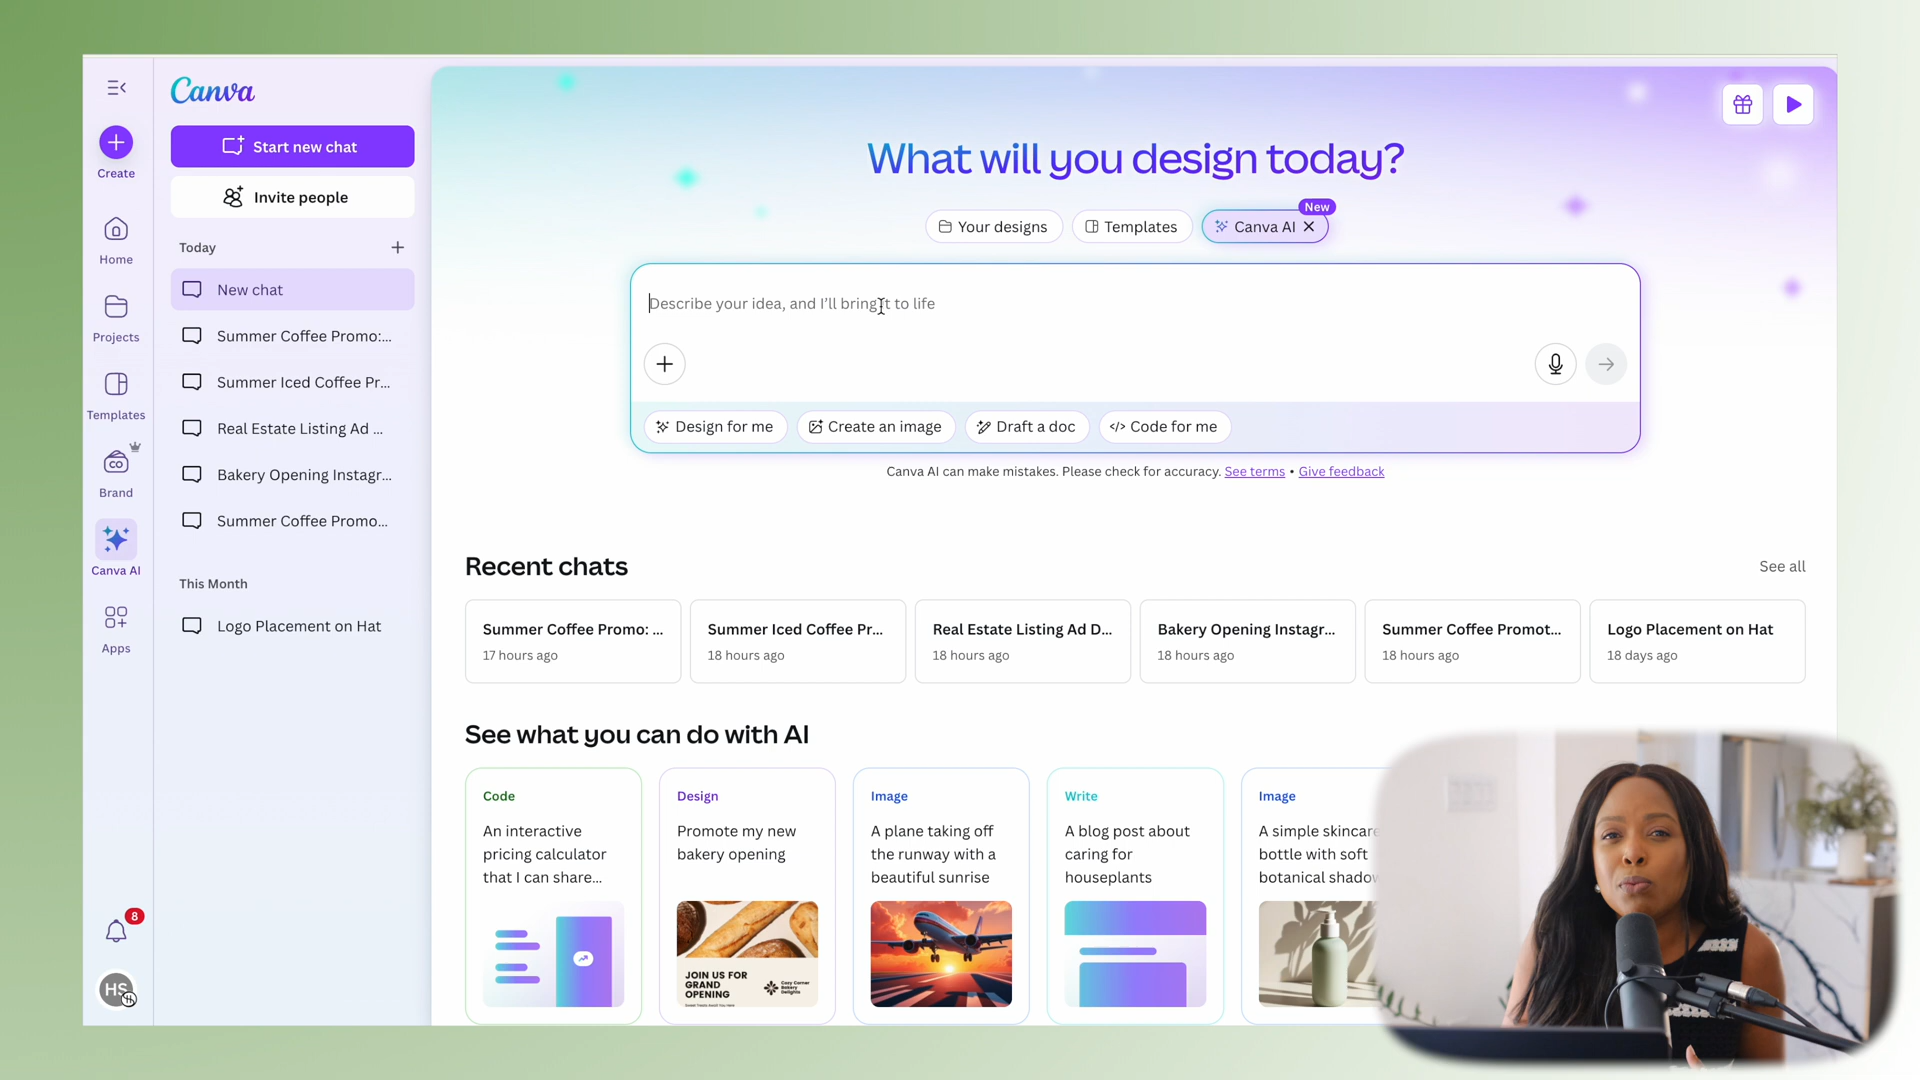 Canva
Create
Home
Projects
Templates
Brand
Canva AI
Apps
8
HS
Start new chat
Invite people
Today
New chat
Summer Coffee Promo:...
Summer Iced Coffee Pr...
Real Estate Listing Ad ...
Bakery Opening Instagr...
Summer Coffee Promo...
This Month
Logo Placement on Hat
What will you design today?
Your designs
Templates
Canva AI
New
Describe your idea, and I'll bring it to life
Design for me
Create an image
Draft a doc
</> Code for me
Canva AI can make mistakes. Please check for accuracy. See terms • Give feedback
Recent chats
See all
Summer Coffee Promo: ...
17 hours ago
Summer Iced Coffee Pr...
18 hours ago
Real Estate Listing Ad D...
18 hours ago
Bakery Opening Instagr...
18 hours ago
Summer Coffee Promot...
18 hours ago
Logo Placement on Hat
18 days ago
See what you can do with AI
Code
An interactive
pricing calculator
that I can share...
Design
Promote my new
bakery opening
JOIN US FOR
GRAND
OPENING
Sweet Treats Await You Here
Cozy Corner
Bakery
Delights
Image
A plane taking off
the runway with a
beautiful sunrise
Write
A blog post about
caring for
houseplants
Image
A simple skincare
bottle with soft
botanical shadow